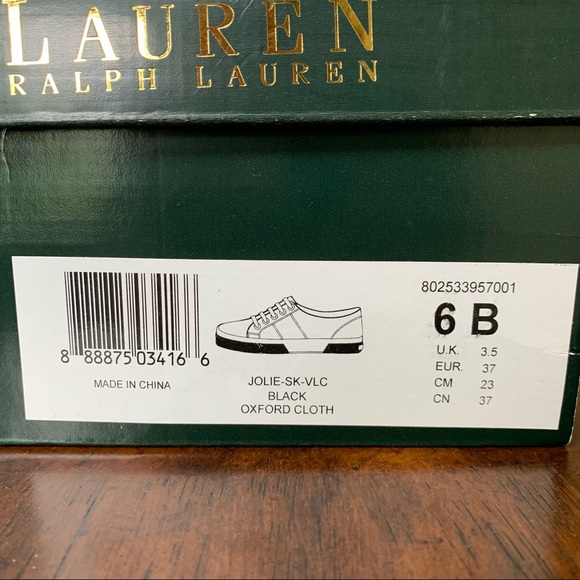 LAUREN
RALPH LAUREN
8 88875 03416 6
MADE IN CHINA
JOLIE-SK-VLC
BLACK
OXFORD CLOTH
802533957001
6 B
U.K. 3.5
EUR. 37
CM 23
CN 37